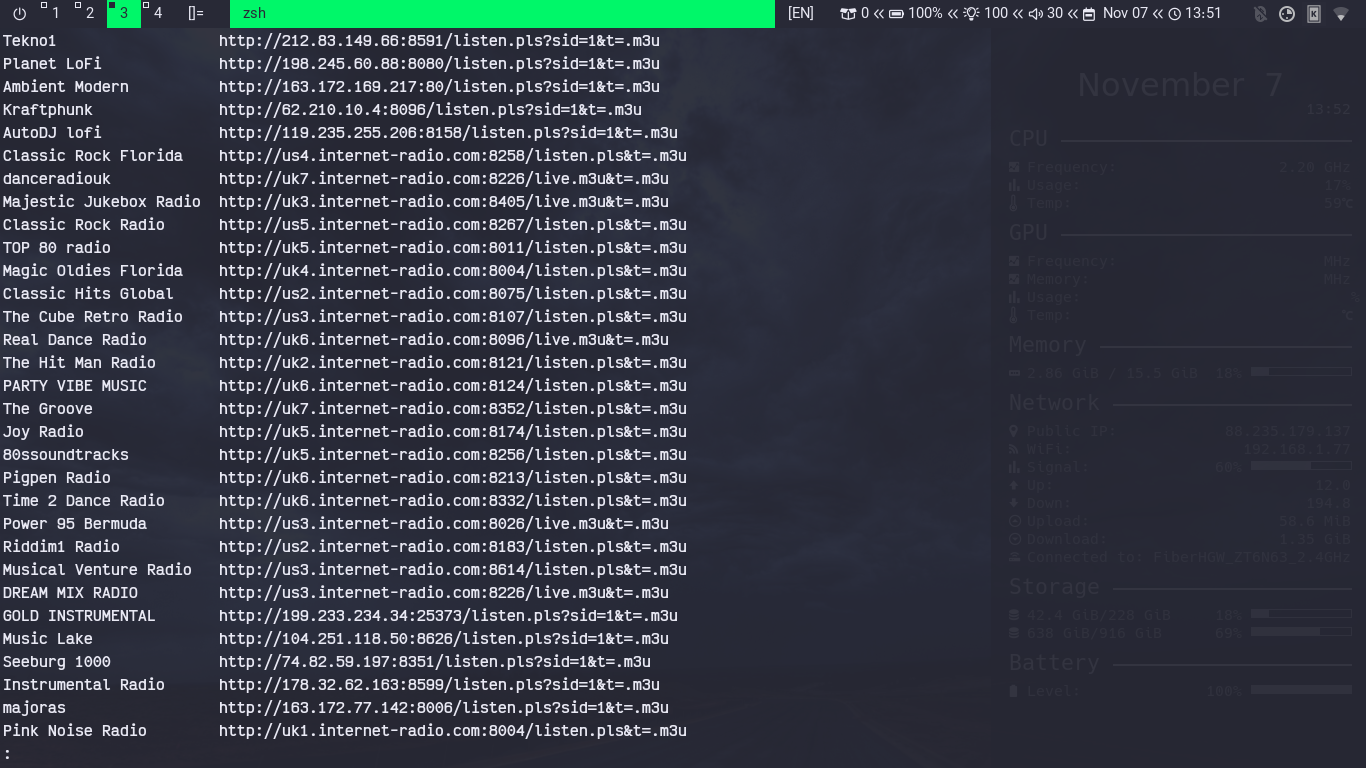 1 2 3 4 []= zsh [EN] 0 << 100% << 100 << 30 << Nov 07 << 13:51
Tekno1 http://212.83.149.66:8591/listen.pls?sid=1&t=.m3u
Planet LoFi http://198.245.60.88:8080/listen.pls?sid=1&t=.m3u
Ambient Modern http://163.172.169.217:80/listen.pls?sid=1&t=.m3u
Kraftphunk http://62.210.10.4:8096/listen.pls?sid=1&t=.m3u
AutoDJ lofi http://119.235.255.206:8158/listen.pls?sid=1&t=.m3u
Classic Rock Florida http://us4.internet-radio.com:8258/listen.pls&t=.m3u
danceradiouk http://uk7.internet-radio.com:8226/live.m3u&t=.m3u
Majestic Jukebox Radio http://uk3.internet-radio.com:8405/live.m3u&t=.m3u
Classic Rock Radio http://us5.internet-radio.com:8267/listen.pls&t=.m3u
TOP 80 radio http://uk5.internet-radio.com:8011/live.m3u&t=.m3u
Magic Oldies Florida http://uk4.internet-radio.com:8004/listen.pls&t=.m3u
Classic Hits Global http://us2.internet-radio.com:8075/listen.pls&t=.m3u
The Cube Retro Radio http://us3.internet-radio.com:8107/listen.pls&t=.m3u
Real Dance Radio http://uk6.internet-radio.com:8096/live.m3u&t=.m3u
The Hit Man Radio http://uk2.internet-radio.com:8121/listen.pls&t=.m3u
PARTY VIBE MUSIC http://uk6.internet-radio.com:8124/listen.pls&t=.m3u
The Groove http://uk7.internet-radio.com:8352/listen.pls&t=.m3u
Joy Radio http://uk5.internet-radio.com:8174/listen.pls&t=.m3u
80ssoundtracks http://uk5.internet-radio.com:8256/listen.pls&t=.m3u
Pigpen Radio http://uk6.internet-radio.com:8213/listen.pls&t=.m3u
Time 2 Dance Radio http://uk6.internet-radio.com:8332/listen.pls&t=.m3u
Power 95 Bermuda http://us3.internet-radio.com:8026/live.m3u&t=.m3u
Riddim1 Radio http://us2.internet-radio.com:8183/listen.pls&t=.m3u
Musical Venture Radio http://us3.internet-radio.com:8614/listen.pls&t=.m3u
DREAM MIX RADIO http://us3.internet-radio.com:8226/live.m3u&t=.m3u
GOLD INSTRUMENTAL http://199.233.234.34:25373/listen.pls?sid=1&t=.m3u
Music Lake http://104.251.118.50:8626/listen.pls?sid=1&t=.m3u
Seeburg 1000 http://74.82.59.197:8351/listen.pls?sid=1&t=.m3u
Instrumental Radio http://178.32.62.163:8599/listen.pls?sid=1&t=.m3u
majoras http://163.172.77.142:8006/listen.pls?sid=1&t=.m3u
Pink Noise Radio http://uk1.internet-radio.com:8004/listen.pls&t=.m3u
:
November 7
13:52
CPU
Frequency: 2.20 GHz
Usage: 17%
Temp: 59℃
GPU
Frequency: MHz
Memory: MHz
Usage: %
Temp: ℃
Memory
2.86 GiB / 15.5 GiB 18%
Network
Public IP: 88.235.179.137
WiFi: 192.168.1.77
Signal: 60%
Up:
Down:
Upload: 58.6 MiB
Download: 1.35 GiB
Connected to: FiberHGW_ZT6N63_2.4GHz
Storage
42.4 GiB/228 GiB 18%
638 GiB/916 GiB 69%
Battery
Level: 100%